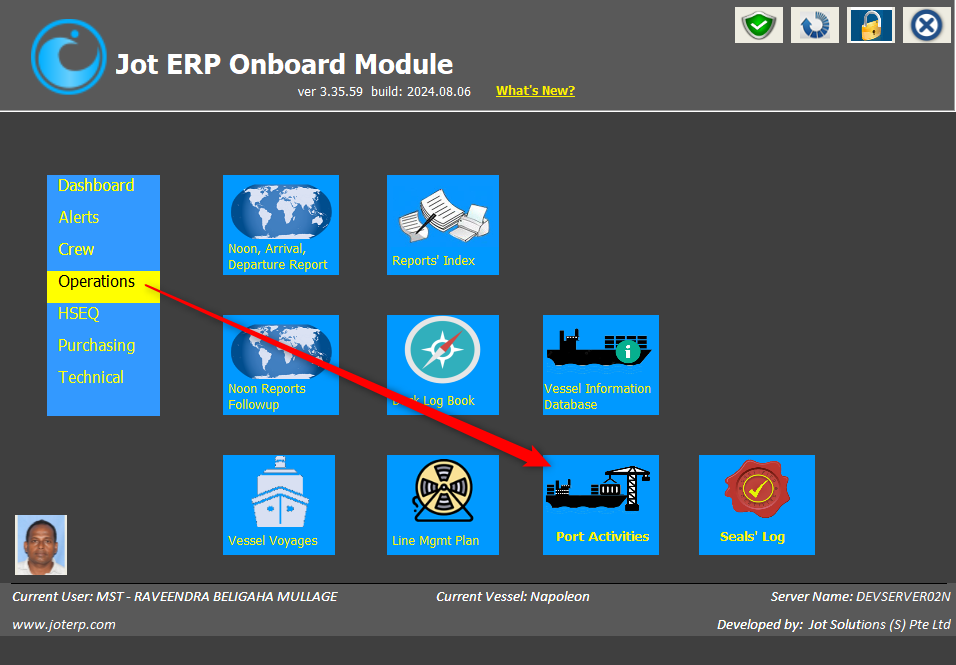 Jot ERP Onboard Module
ver 3.35.59 build: 2024.08.06
What's New?
Dashboard
Alerts
Crew
Operations
HSEQ
Purchasing
Technical
Noon, Arrival,
Departure Report
Reports' Index
Noon Reports
Followup
Log Book
Vessel Information
Database
Vessel Voyages
Line Mgmt Plan
Port Activities
Seals' Log
Current User: MST - RAVEENDRA BELIGAHA MULLAGE
Current Vessel: Napoleon
Server Name: DEVSERVER02N
www.joterp.com
Developed by: Jot Solutions (S) Pte Ltd